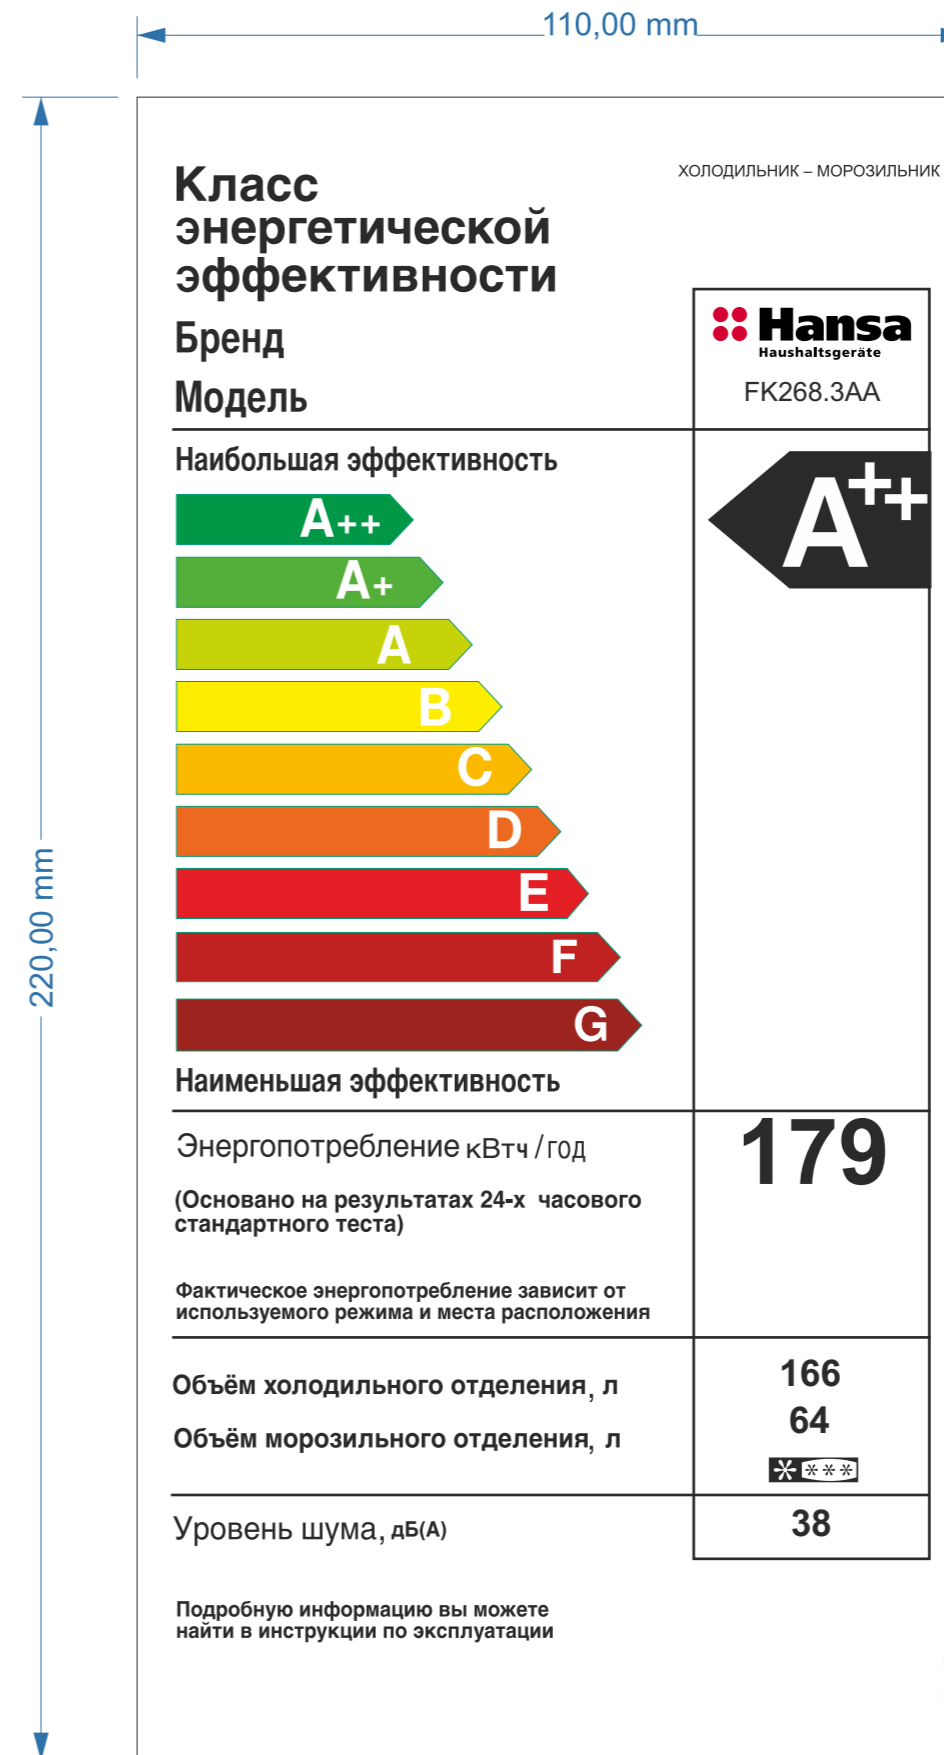 110,00 mm
220,00 mm
ХОЛОДИЛЬНИК – МОРОЗИЛЬНИК
Класс
энергетической
эффективности
Бренд
Hansa
Haushaltsgeräte
Модель
FK268.3AA
Наибольшая эффективность
A++
A++
A+
A
B
C
D
E
F
G
Наименьшая эффективность
Энергопотребление кВтч/год
179
(Основано на результатах 24-х часового
стандартного теста)
Фактическое энергопотребление зависит от
используемого режима и места расположения
Объём холодильного отделения, л
166
Объём морозильного отделения, л
64
Уровень шума, дБ(А)
38
Подробную информацию вы можете
найти в инструкции по эксплуатации